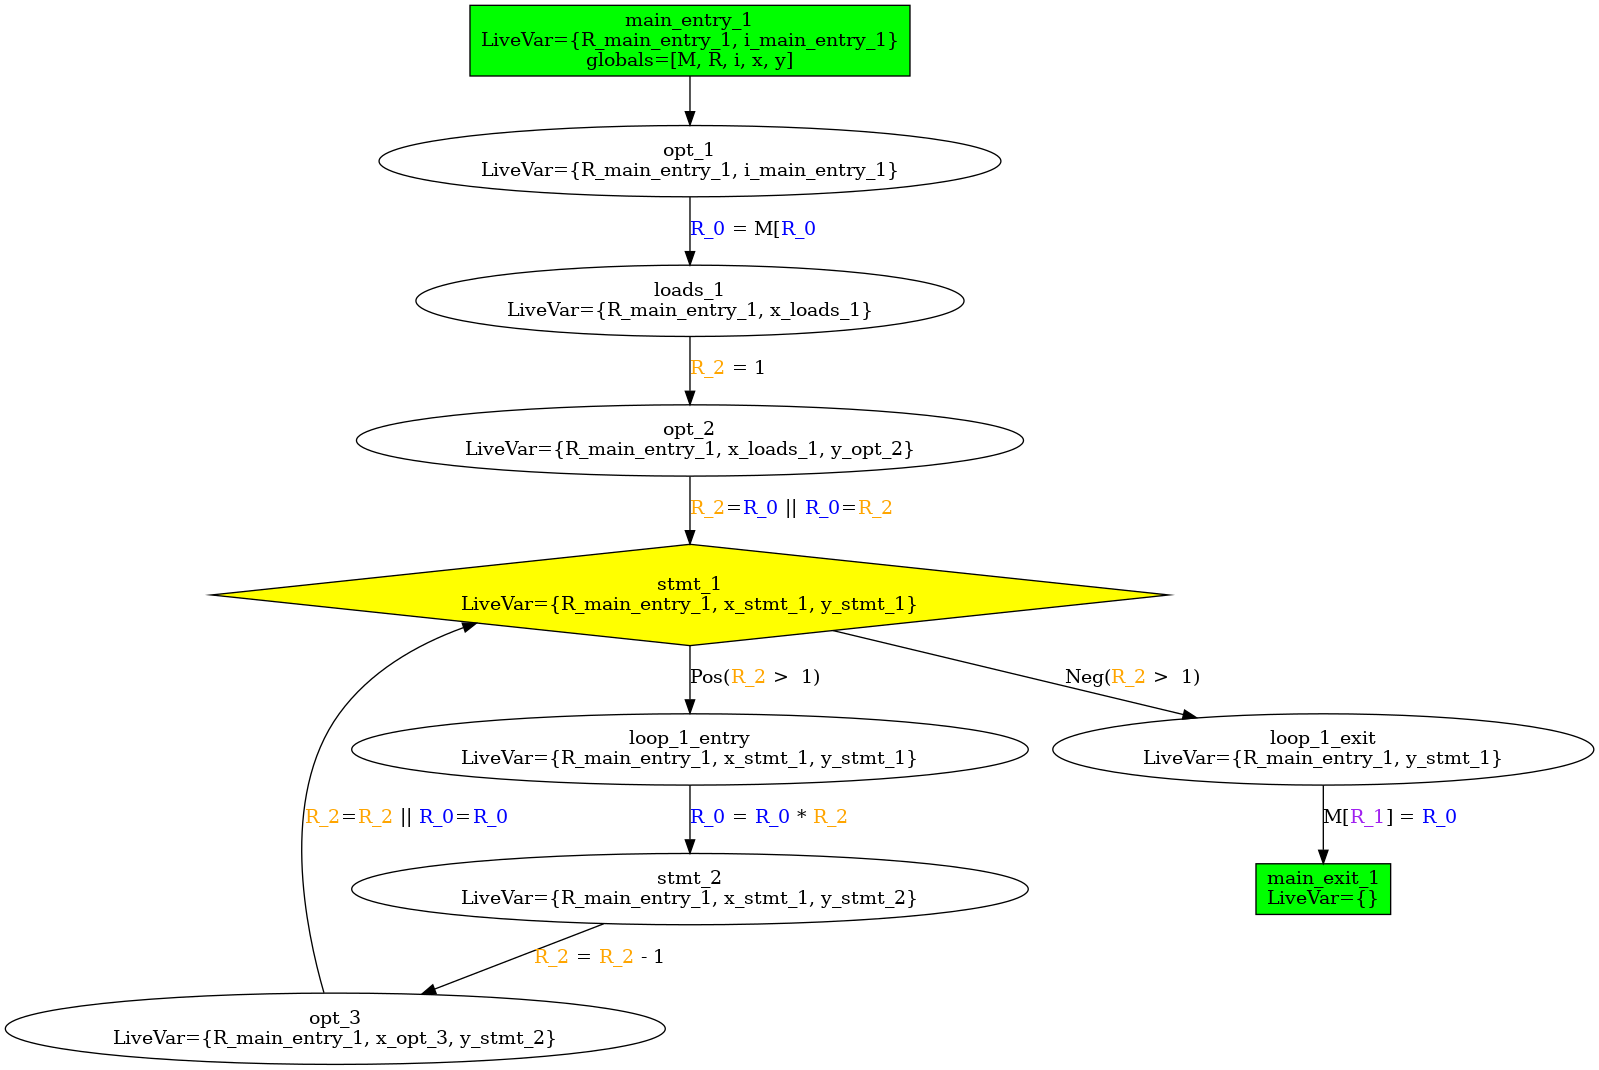 main_entry_1
LiveVar={R_main_entry_1, i_main_entry_1}
globals=[M, R, i, x, y]
opt_1
LiveVar={R_main_entry_1, i_main_entry_1}
R_0 = M[R_0
loads_1
LiveVar={R_main_entry_1, x_loads_1}
R_2 = 1
opt_2
LiveVar={R_main_entry_1, x_loads_1, y_opt_2}
R_2=R_0 || R_0=R_2
stmt_1
LiveVar={R_main_entry_1, x_stmt_1, y_stmt_1}
Pos(R_2 >  1)
Neg(R_2 >  1)
loop_1_entry
LiveVar={R_main_entry_1, x_stmt_1, y_stmt_1}
loop_1_exit
LiveVar={R_main_entry_1, y_stmt_1}
R_2=R_2 || R_0=R_0
R_0 = R_0 * R_2
M[R_1] = R_0
stmt_2
LiveVar={R_main_entry_1, x_stmt_1, y_stmt_2}
main_exit_1
LiveVar={}
R_2 = R_2 - 1
opt_3
LiveVar={R_main_entry_1, x_opt_3, y_stmt_2}